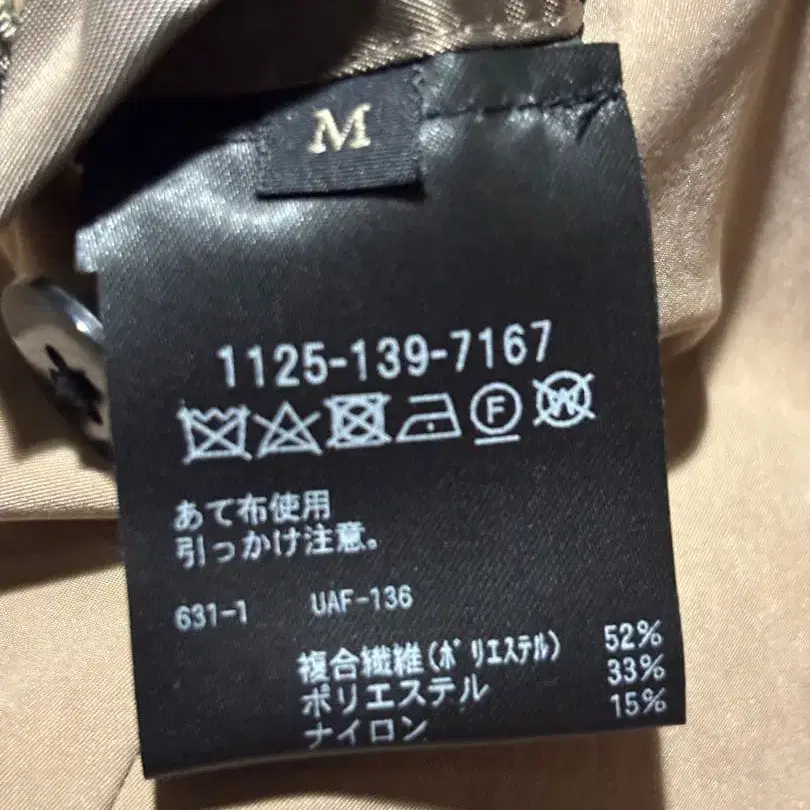 M
1125-139-7167
F W
あて布使用
引っかけ注意。
631-1 UAF-136
複合繊維(ポリエステル) 52%
ポリエステル 33%
ナイロン 15%